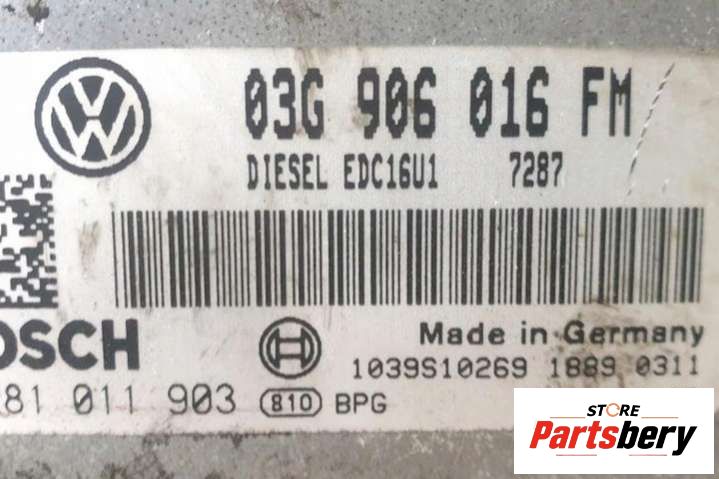 03G 906 016 FM
DIESEL EDC16U1 7287
OSCH
Made in Germany
1039S10269 1889 0311
81 011 903 810 BPG
STORE
Partsbery